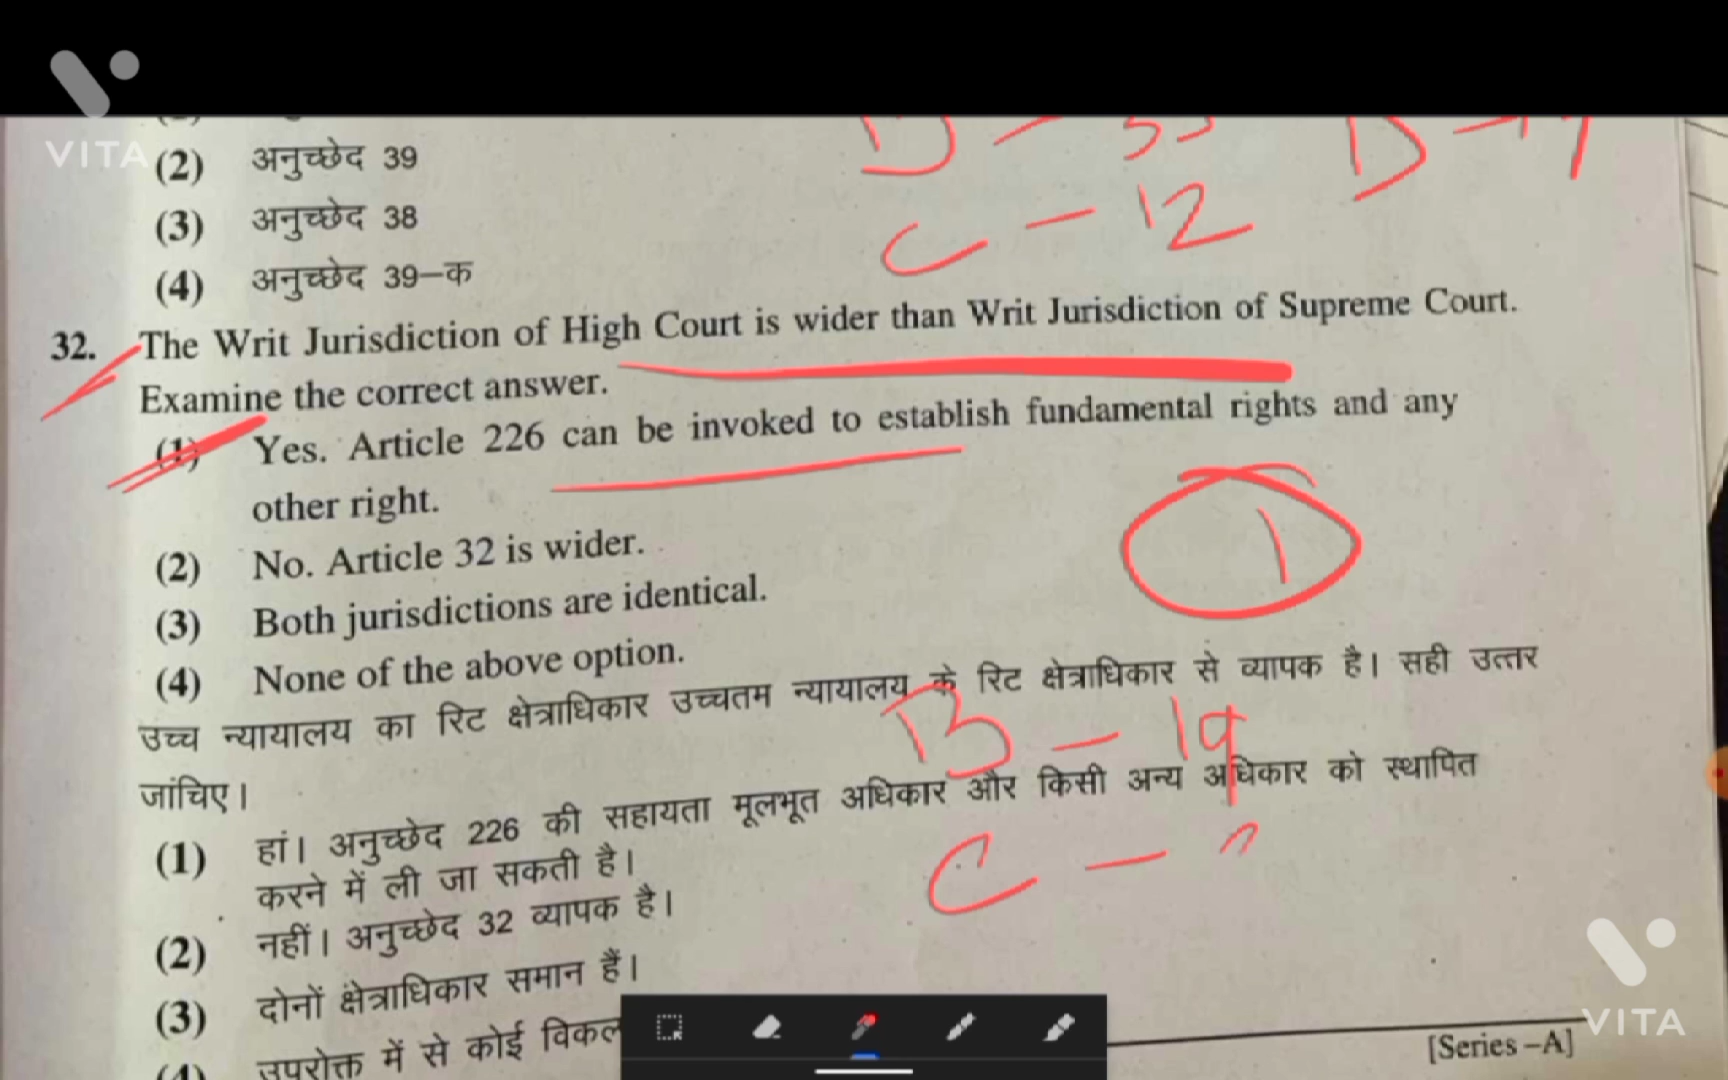 VITA
(2) अनुच्छेद 39
(3) अनुच्छेद 38
(4) अनुच्छेद 39–क
C – 12
32. The Writ Jurisdiction of High Court is wider than Writ Jurisdiction of Supreme Court.
Examine the correct answer.
(1) Yes. Article 226 can be invoked to establish fundamental rights and any
other right.
(2) No. Article 32 is wider.
(3) Both jurisdictions are identical.
(4) None of the above option.
1
उच्च न्यायालय का रिट क्षेत्राधिकार उच्चतम न्यायालय के रिट क्षेत्राधिकार से व्यापक है। सही उत्तर
जांचिए।
B – 19
(1) हां। अनुच्छेद 226 की सहायता मूलभूत अधिकार और किसी अन्य अधिकार को स्थापित
करने में ली जा सकती है।
C –
(2) नहीं। अनुच्छेद 32 व्यापक है।
(3) दोनों क्षेत्राधिकार समान हैं।
(4) उपरोक्त में से कोई
[Series–A]
VITA